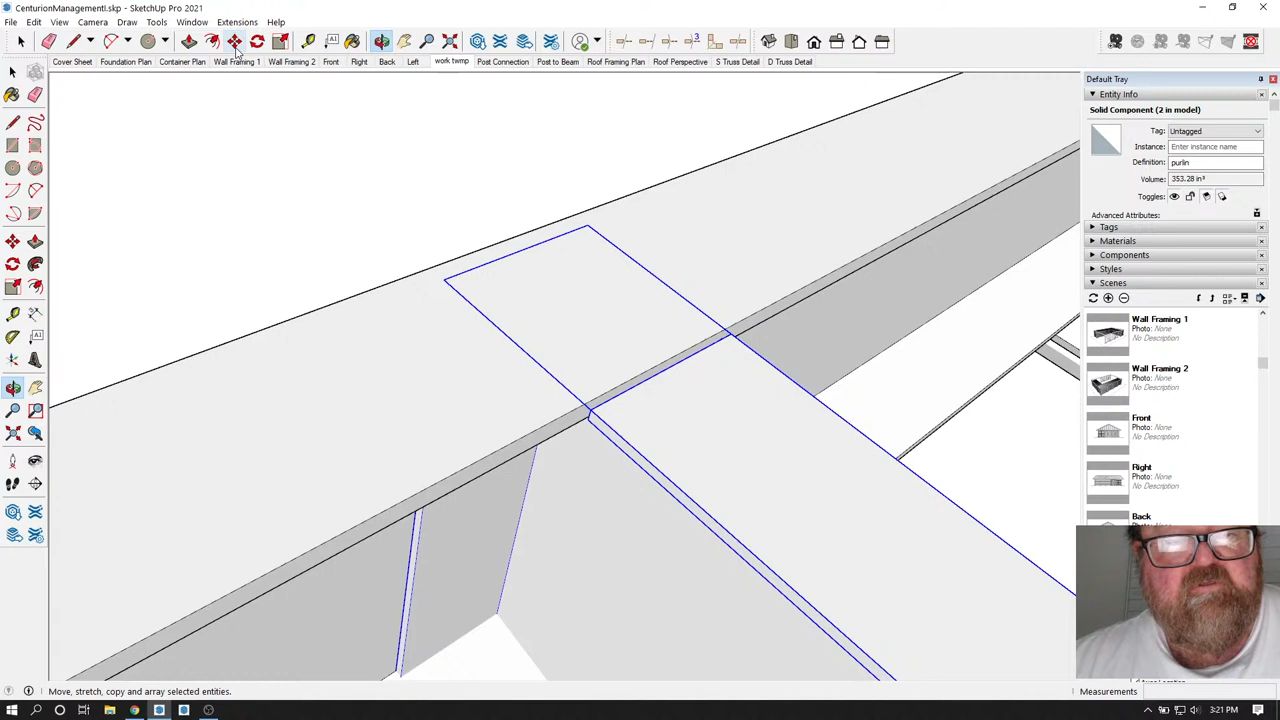 CenturionManagementI.skp - SketchUp Pro 2021
File Edit View Camera Draw Tools Window Extensions Help
Cover Sheet Foundation Plan Container Plan Wall Framing 1 Wall Framing 2 Front Right Back Left work twmp Post Connection Post to Beam Roof Framing Plan Roof Perspective S Truss Detail D Truss Detail
Default Tray
Entity Info
Solid Component (2 in model)
Tag: Untagged
Instance: Enter instance name
Definition: purlin
Volume: 353.28 in³
Toggles:
Advanced Attributes:
Tags
Materials
Components
Styles
Scenes
Wall Framing 1
Photo: None
No Description
Wall Framing 2
Photo: None
No Description
Front
Photo: None
No Description
Right
Photo: None
No Description
Back
Move, stretch, copy and array selected entities.
Measurements
3:21 PM